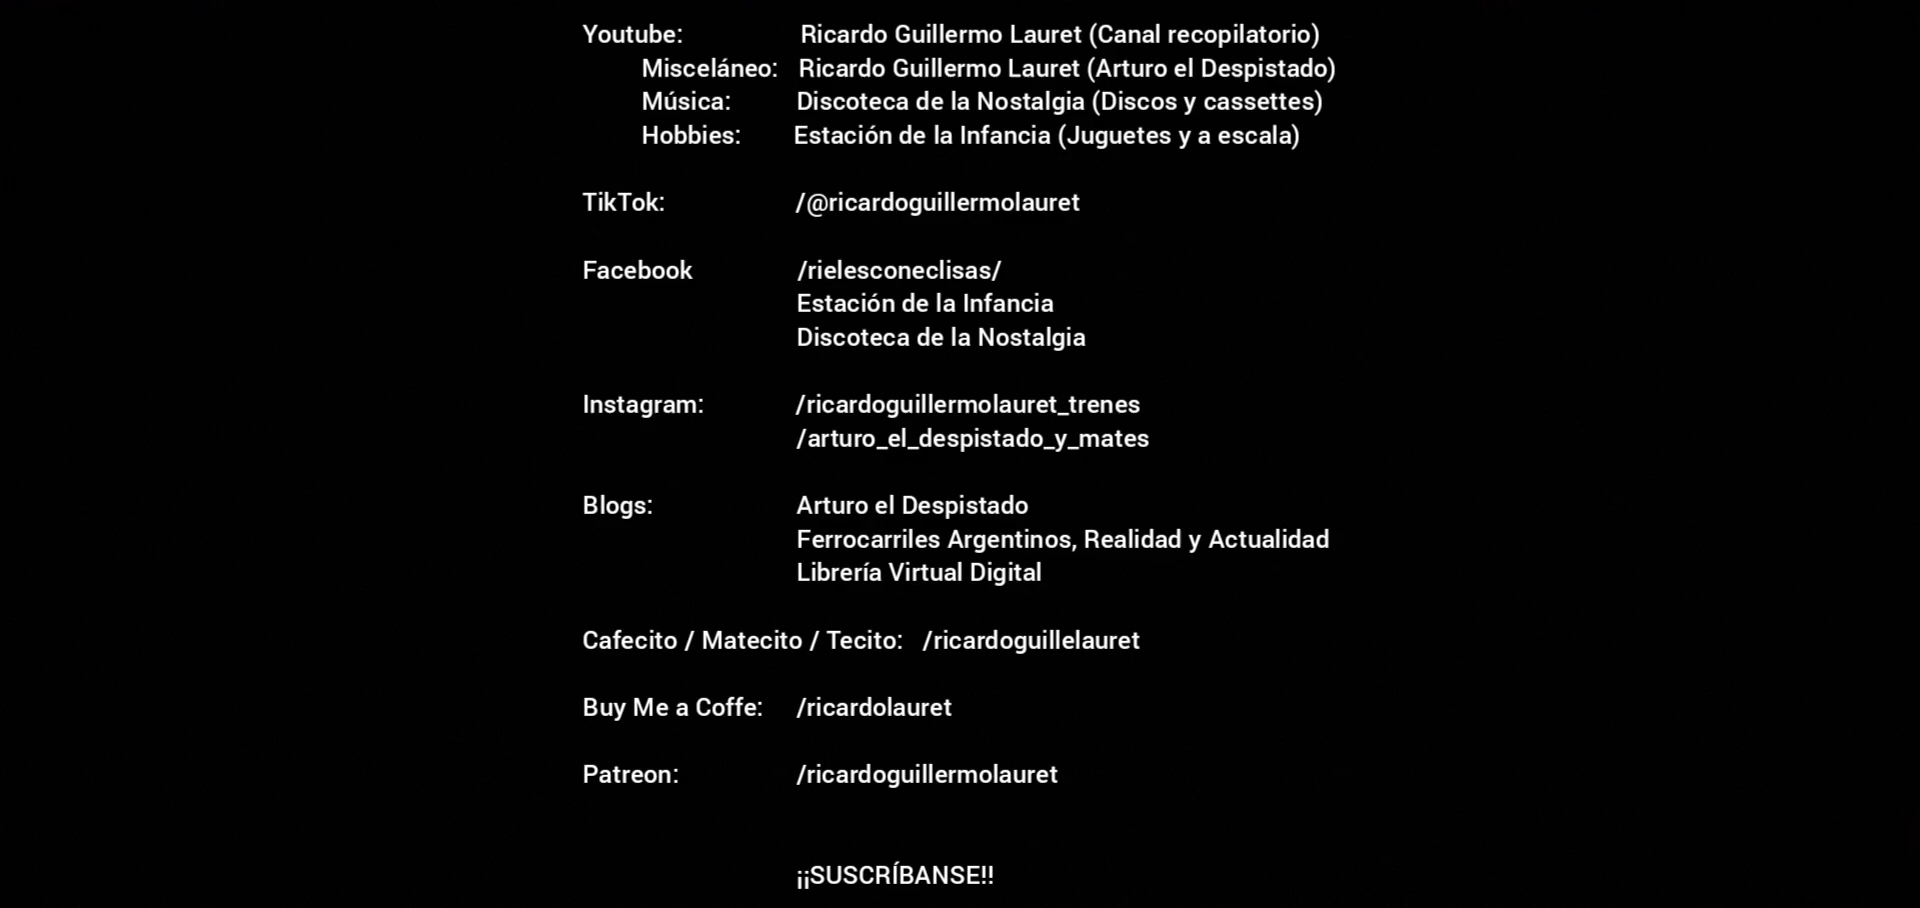 Youtube: Ricardo Guillermo Lauret (Canal recopilatorio)
Misceláneo: Ricardo Guillermo Lauret (Arturo el Despistado)
Música: Discoteca de la Nostalgia (Discos y cassettes)
Hobbies: Estación de la Infancia (Juguetes y a escala)
TikTok: /@ricardoguillermolauret
Facebook /rielesconeclisas/
Estación de la Infancia
Discoteca de la Nostalgia
Instagram: /ricardoguillermolauret_trenes
/arturo_el_despistado_y_mates
Blogs: Arturo el Despistado
Ferrocarriles Argentinos, Realidad y Actualidad
Librería Virtual Digital
Cafecito / Matecito / Tecito: /ricardoguillelauret
Buy Me a Coffe: /ricardolauret
Patreon: /ricardoguillermolauret
¡¡SUSCRÍBANSE!!